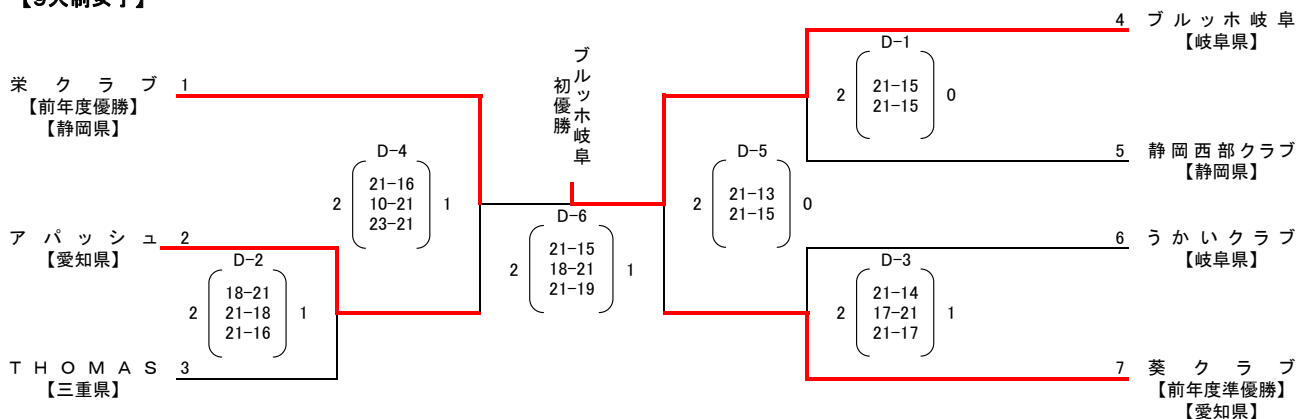 【9人制女子】
栄クラブ 1
【前年度優勝】
【静岡県】
アパッシュ 2
【愛知県】
THOMAS 3
【三重県】
D-2
2 18-21 1
21-18
21-16
D-4
2 21-16 1
10-21
23-21
ブルッホ岐阜
初優勝
D-6
2 21-15 1
18-21
21-19
D-5
2 21-13 0
21-15
D-1
2 21-15 0
21-15
D-3
2 21-14 1
17-21
21-17
4 ブルッホ岐阜
【岐阜県】
5 静岡西部クラブ
【静岡県】
6 うかいクラブ
【岐阜県】
7 葵クラブ
【前年度準優勝】
【愛知県】